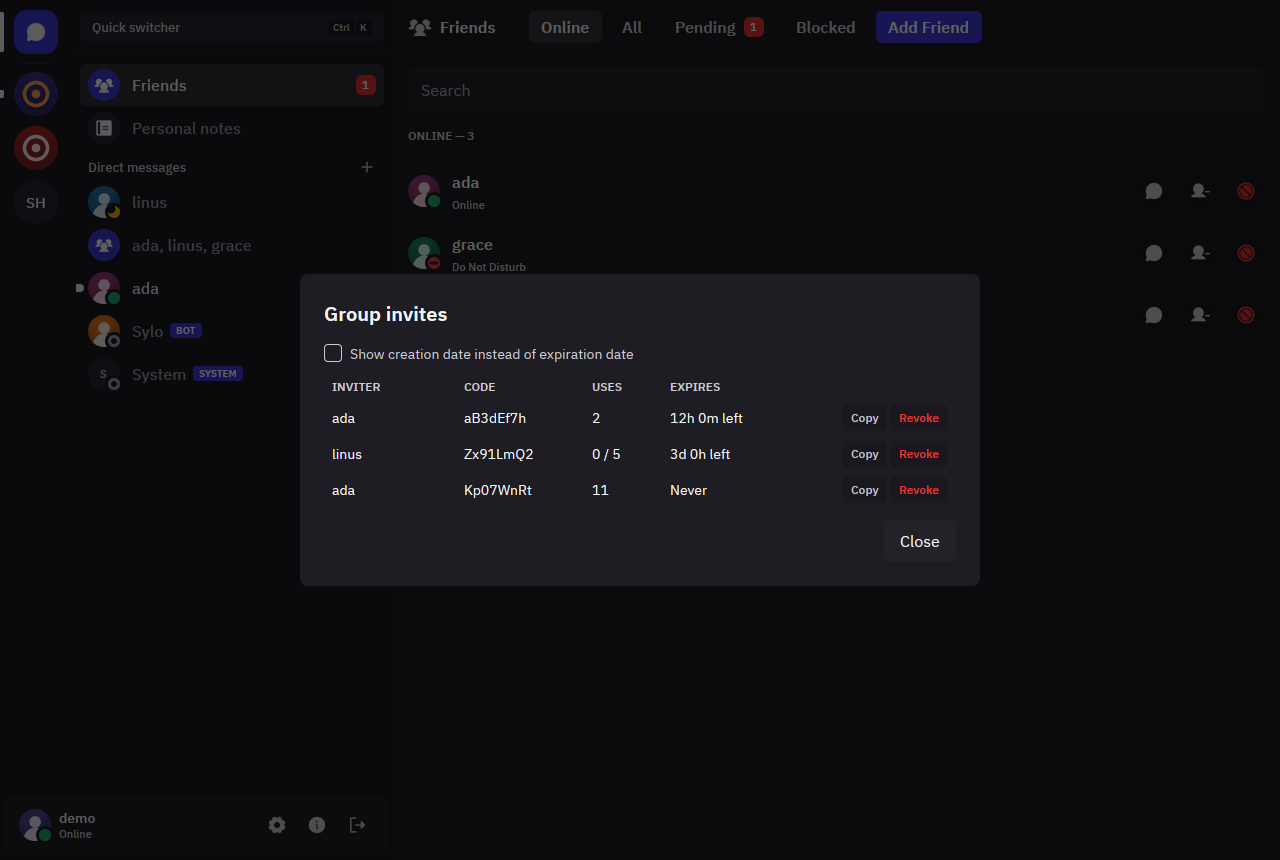 Quick switcher Ctrl K
Friends Online All Pending 1 Blocked Add Friend
Friends 1
Search
Personal notes
ONLINE — 3
Direct messages
SH
linus
ada
Online
ada, linus, grace
grace
Do Not Disturb
ada
Sylo BOT
S System SYSTEM
Group invites
Show creation date instead of expiration date
INVITER CODE USES EXPIRES
ada aB3dEf7h 2 12h 0m left Copy Revoke
linus Zx91LmQ2 0 / 5 3d 0h left Copy Revoke
ada Kp07WnRt 11 Never Copy Revoke
Close
demo
Online